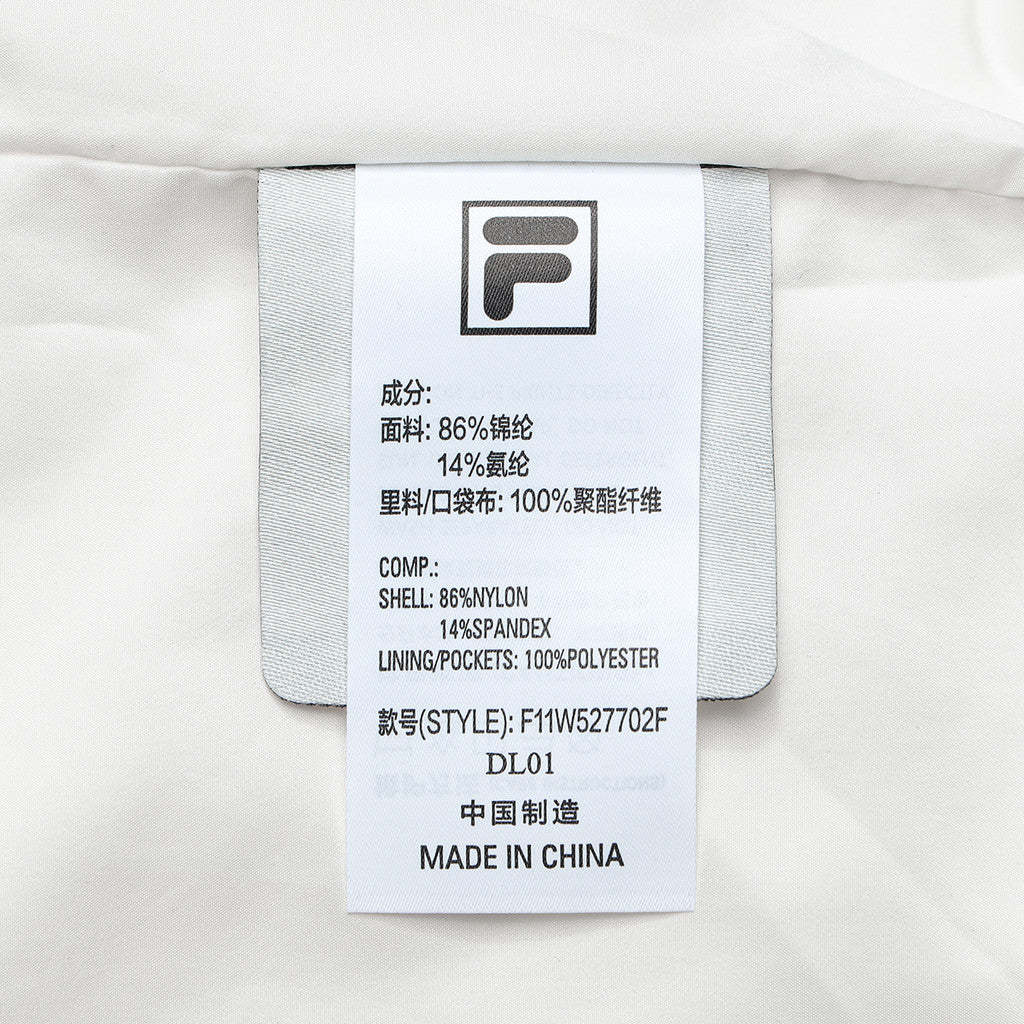 F
成分:
面料: 86%锦纶
14%氨纶
里料/口袋布: 100%聚酯纤维
COMP.:
SHELL: 86%NYLON
14%SPANDEX
LINING/POCKETS: 100%POLYESTER
款号(STYLE): F11W527702F
DL01
中国制造
MADE IN CHINA